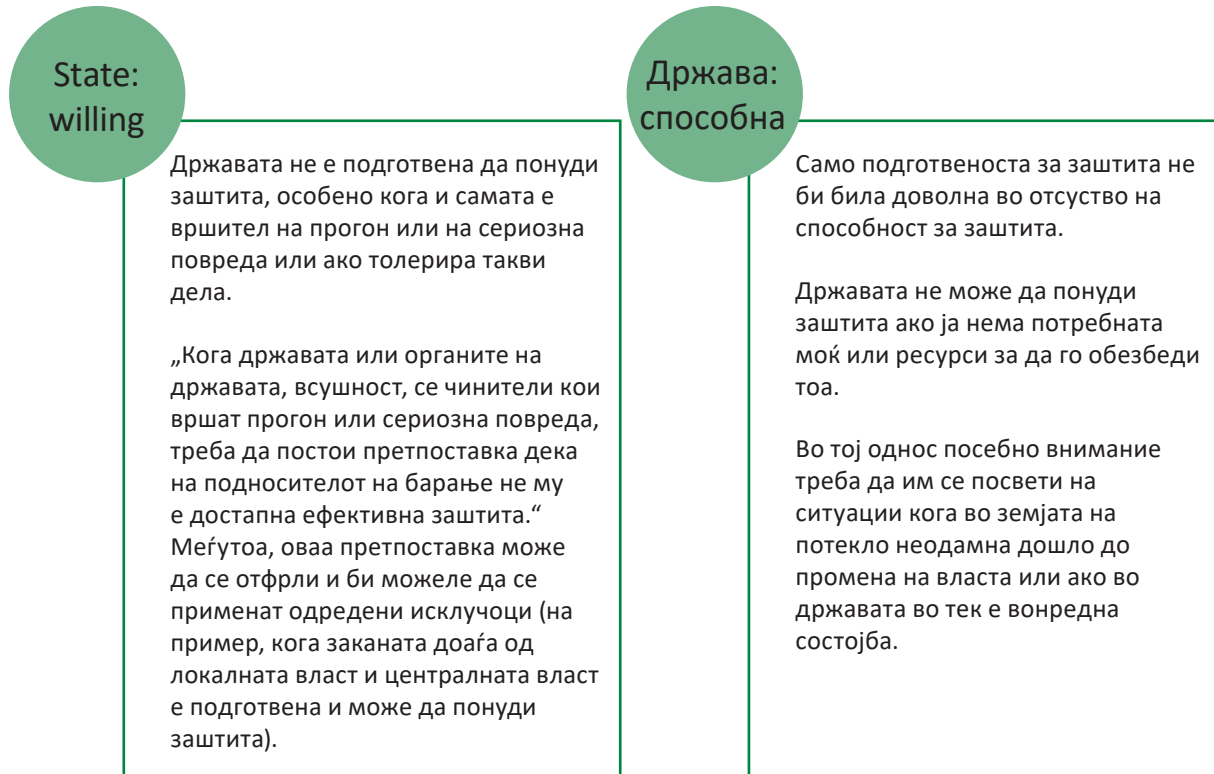 State:
willing
Државата не е подготвена да понуди
заштита, особено кога и самата е
вршител на прогон или на сериозна
повреда или ако толерира такви
дела.
„Кога државата или органите на
државата, всушност, се чинители кои
вршат прогон или сериозна повреда,
треба да постои претпоставка дека
на подносителот на барање не му
е достапна ефективна заштита.“
Меѓутоа, оваа претпоставка може
да се отфрли и би можеле да се
применат одредени исклучоци (на
пример, кога заканата доаѓа од
локалната власт и централната власт
е подготвена и може да понуди
заштита).
Држава:
способна
Само подготвеноста за заштита не
би била доволна во отсуство на
способност за заштита.
Државата не може да понуди
заштита ако ја нема потребната
моќ или ресурси за да го обезбеди
тоа.
Во тој однос посебно внимание
треба да им се посвети на
ситуации кога во земјата на
потекло неодамна дошло до
промена на власта или ако во
државата во тек е вонредна
состојба.